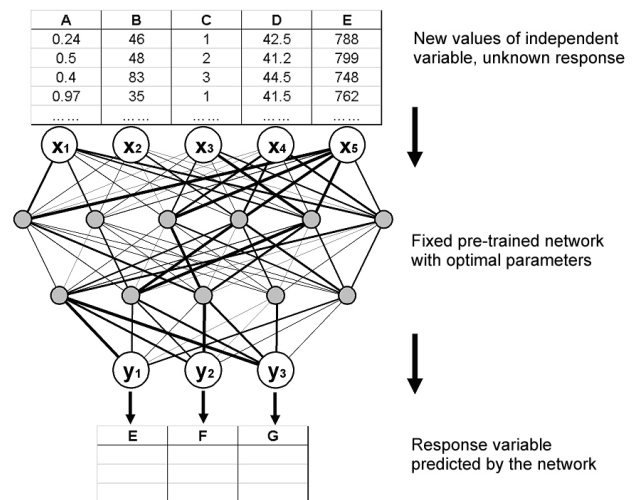 A B C D E
0.24 46 1 42.5 788
0.5 48 2 41.2 799
0.4 83 3 44.5 748
0.97 35 1 41.5 762
…… …… …… …… ……
New values of independent
variable, unknown response
x1 x2 x3 x4 x5
Fixed pre-trained network
with optimal parameters
y1 y2 y3
E F G
Response variable
predicted by the network